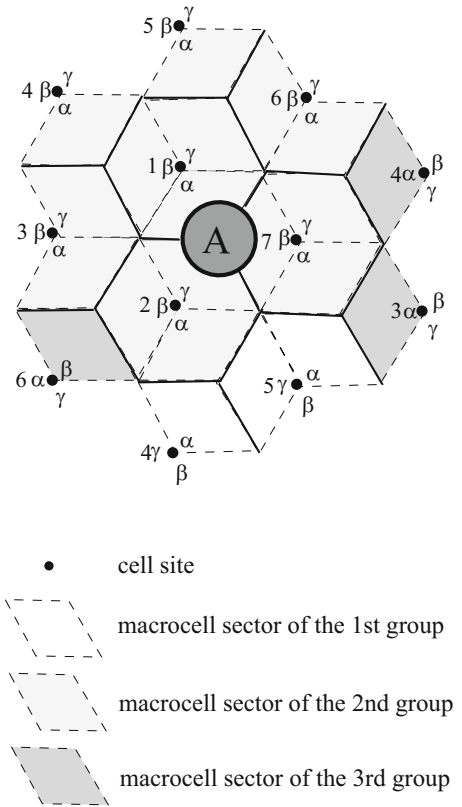 5 β γ
α
4 β γ
α
6 β γ
α
1 β γ
α
4 α β
γ
3 β γ
α
A
7 β γ
α
2 β γ
α
3 α β
γ
6 α β
γ
5 γ α
β
4 γ α
β
cell site
macrocell sector of the 1st group
macrocell sector of the 2nd group
macrocell sector of the 3rd group